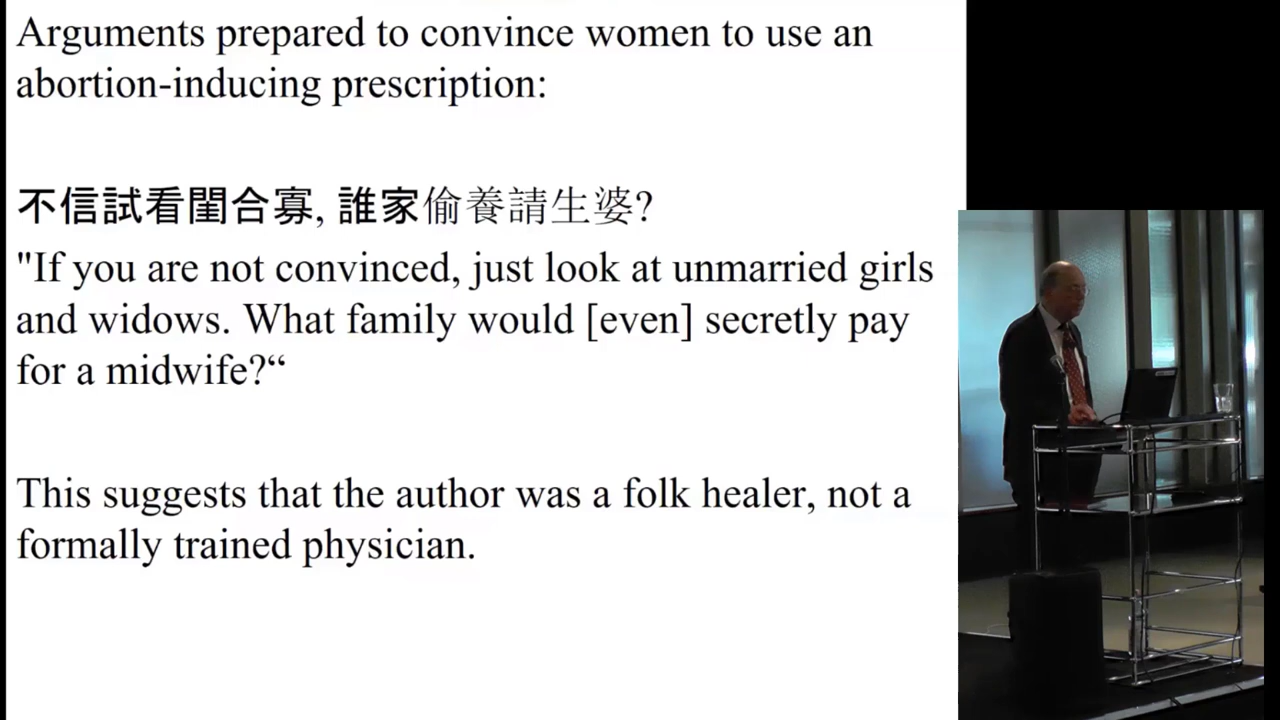 Arguments prepared to convince women to use an
abortion-inducing prescription:
不信試看閨合寡, 誰家偷養請生婆?
"If you are not convinced, just look at unmarried girls
and widows. What family would [even] secretly pay
for a midwife?“
This suggests that the author was a folk healer, not a
formally trained physician.